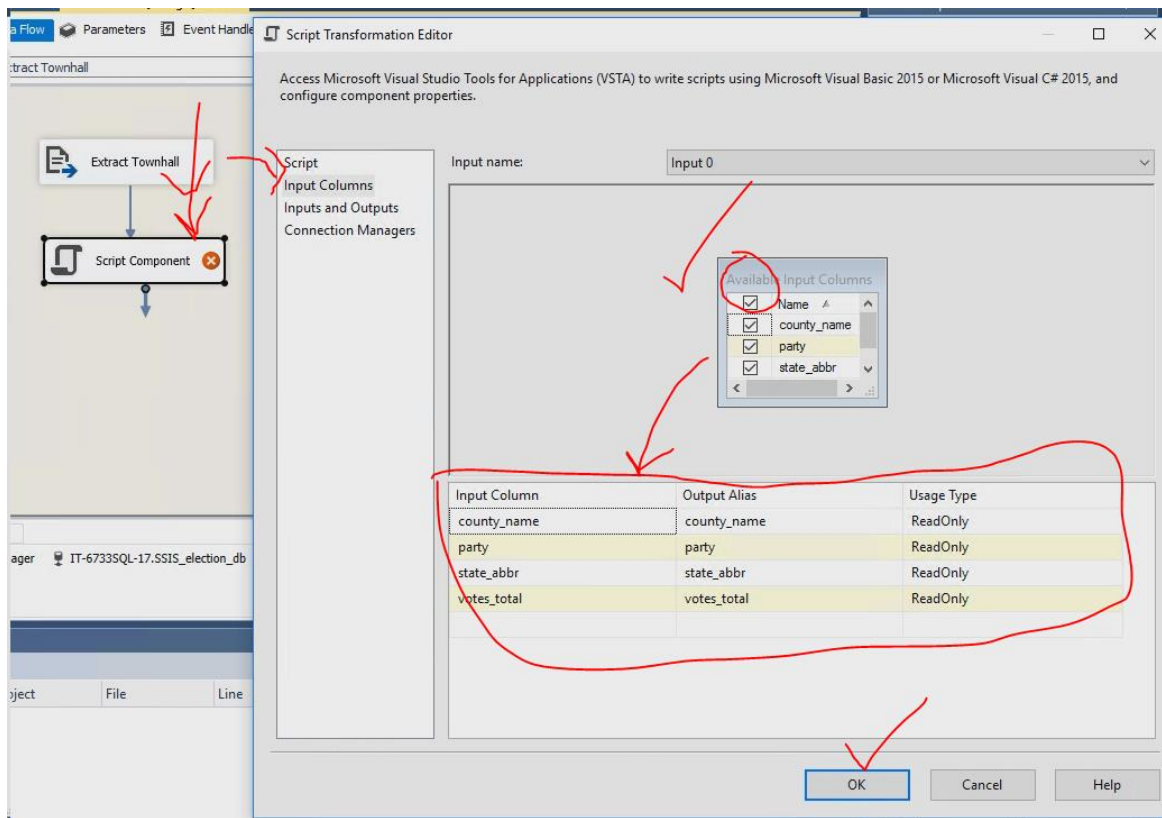 a Flow Parameters Event Handle
Script Transformation Editor
tract Townhall
Access Microsoft Visual Studio Tools for Applications (VSTA) to write scripts using Microsoft Visual Basic 2015 or Microsoft Visual C# 2015, and
configure component properties.
Extract Townhall
Script Component
Script
Input Columns
Inputs and Outputs
Connection Managers
Input name: Input 0
Available Input Columns
Name
county_name
party
state_abbr
Input Column Output Alias Usage Type
county_name county_name ReadOnly
party party ReadOnly
state_abbr state_abbr ReadOnly
votes_total votes_total ReadOnly
ager IT-6733SQL-17.SSIS_election_db
oject File Line
OK Cancel Help